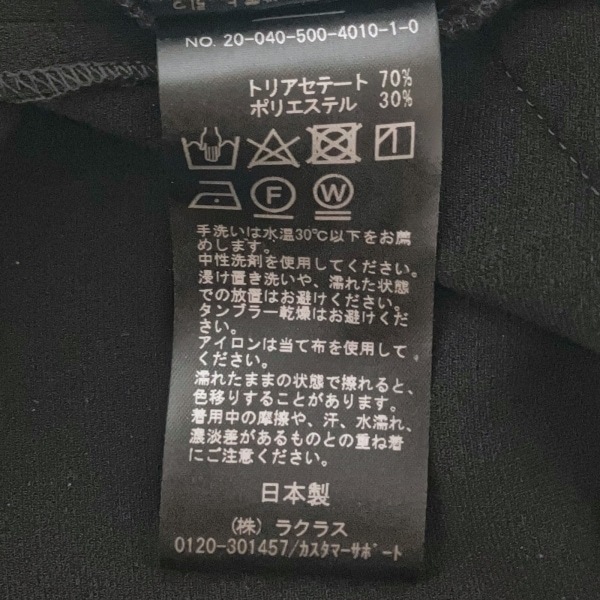 NO. 20-040-500-4010-1-0
トリアセテート 70%
ポリエステル 30%
F W
手洗いは水温30℃以下をお薦
めします。
中性洗剤を使用してください。
浸け置き洗いや、濡れた状態
での放置はお避けください。
タンブラー乾燥はお避けくだ
さい。
アイロンは当て布を使用して
ください。
濡れたままの状態で擦れると、
色移りすることがあります。
着用中の摩擦や、汗、水濡れ、
濃淡差があるものとの重ね着
にご注意ください。
日本製
(株) ラクラス
0120-301457/カスタマーサポート